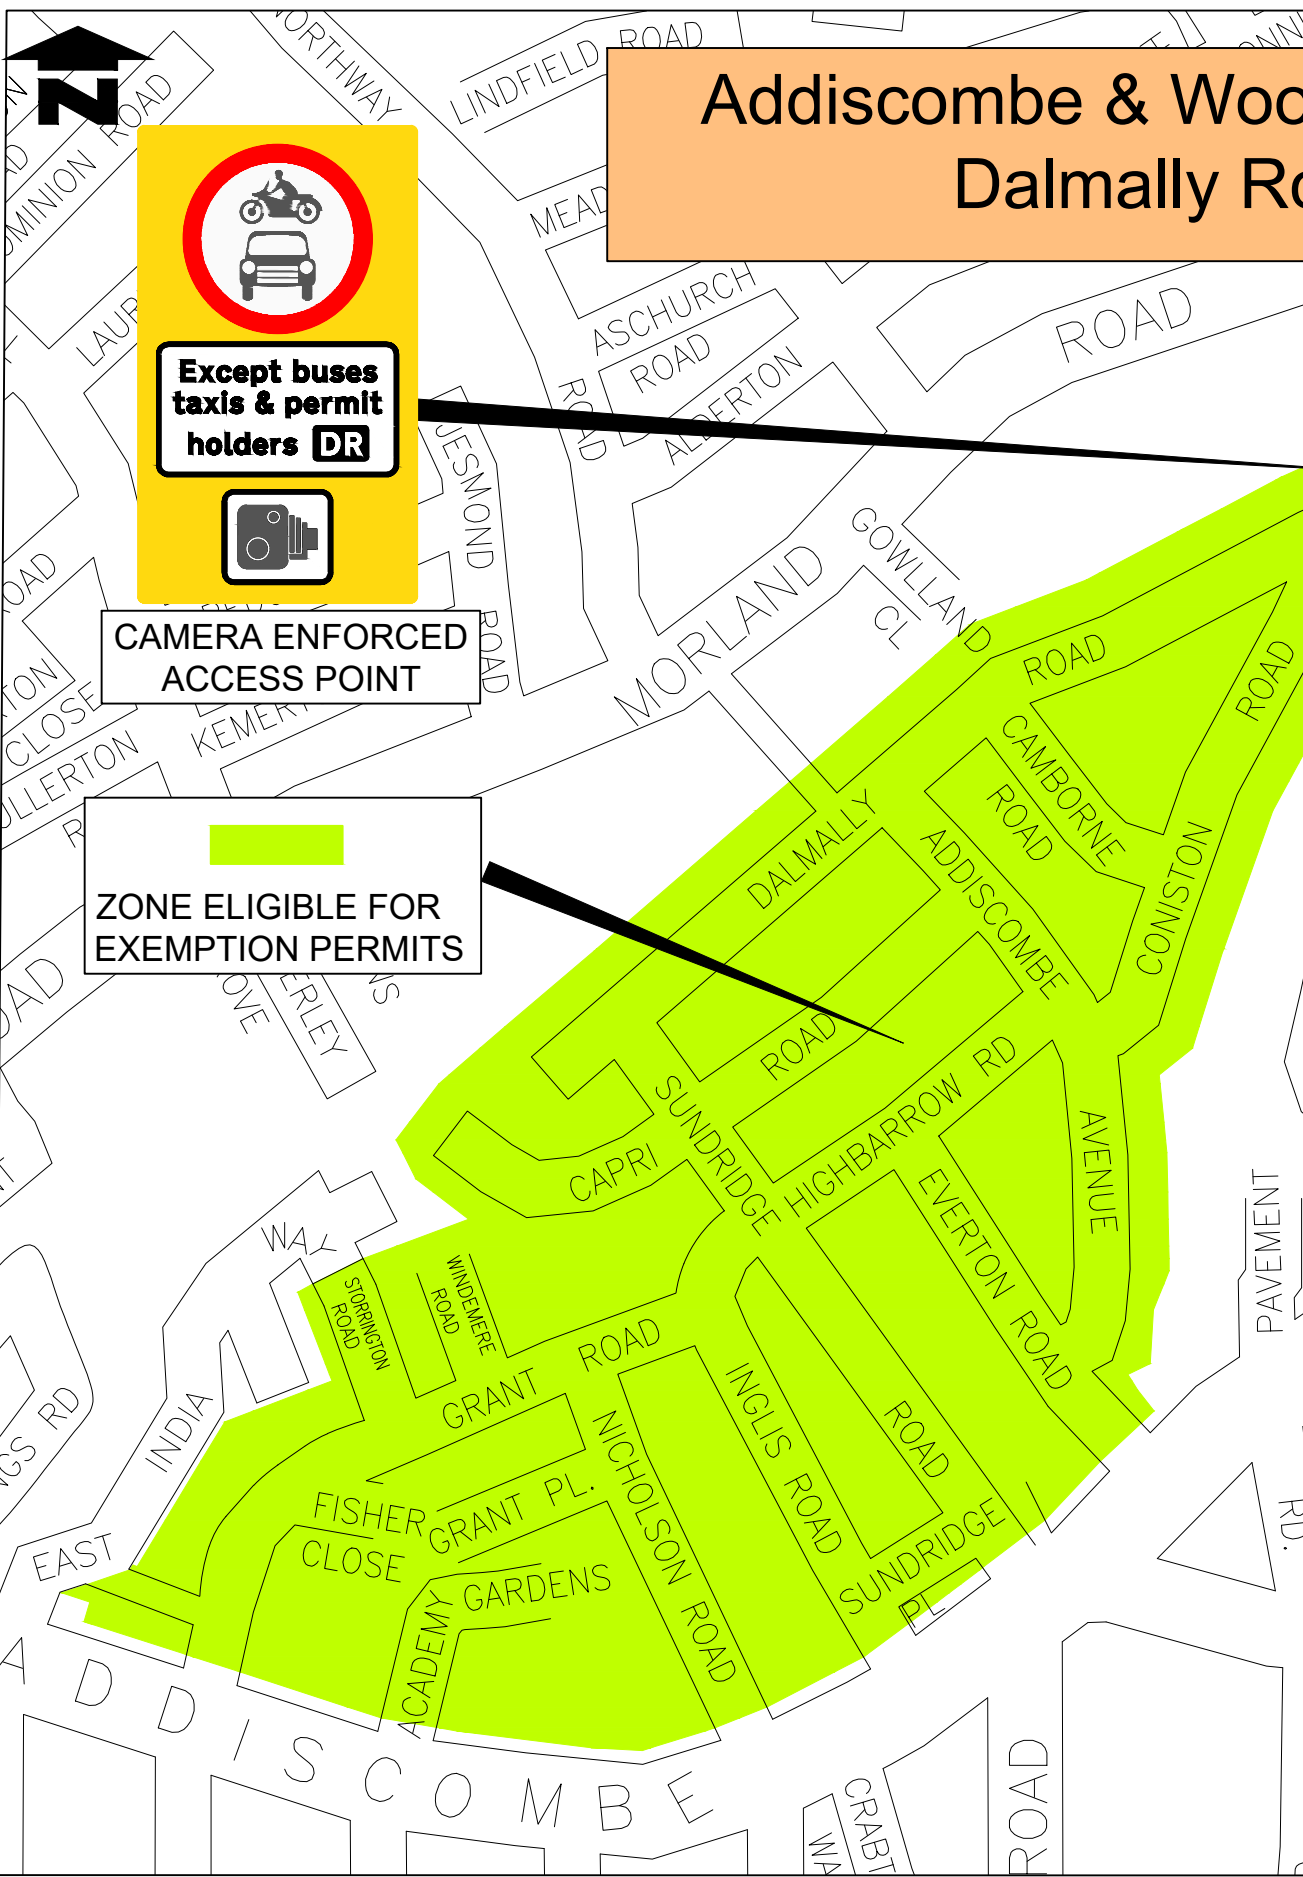 N
Addiscombe & Woo
Dalmally Ro
Except buses
taxis & permit
holders DR
CAMERA ENFORCED
ACCESS POINT
ZONE ELIGIBLE FOR
EXEMPTION PERMITS
LINDFIELD ROAD
ASCHURCH
ROAD
ALDERTON
ROAD
ROAD
JESMOND ROAD
MORLAND
GOWLLAND
CL
KEMERT
CLOSE
DALMALLY
ROAD
CAMBORNE
ROAD
CONISTON
ROAD
ADDISCOMBE
ROAD
AVENUE
HIGHBARROW RD
SUNDRIDGE
ROAD
CAPRI
EVERTON ROAD
WAY
INDIA
EAST
STORRINGTON
ROAD
WINDEMERE
ROAD
GRANT ROAD
GRANT PL.
FISHER
CLOSE
ACADEMY
GARDENS
NICHOLSON ROAD
INGLIS ROAD
SUNDRIDGE
PL
PAVEMENT
RD.
ROAD
ADDISCOMBE